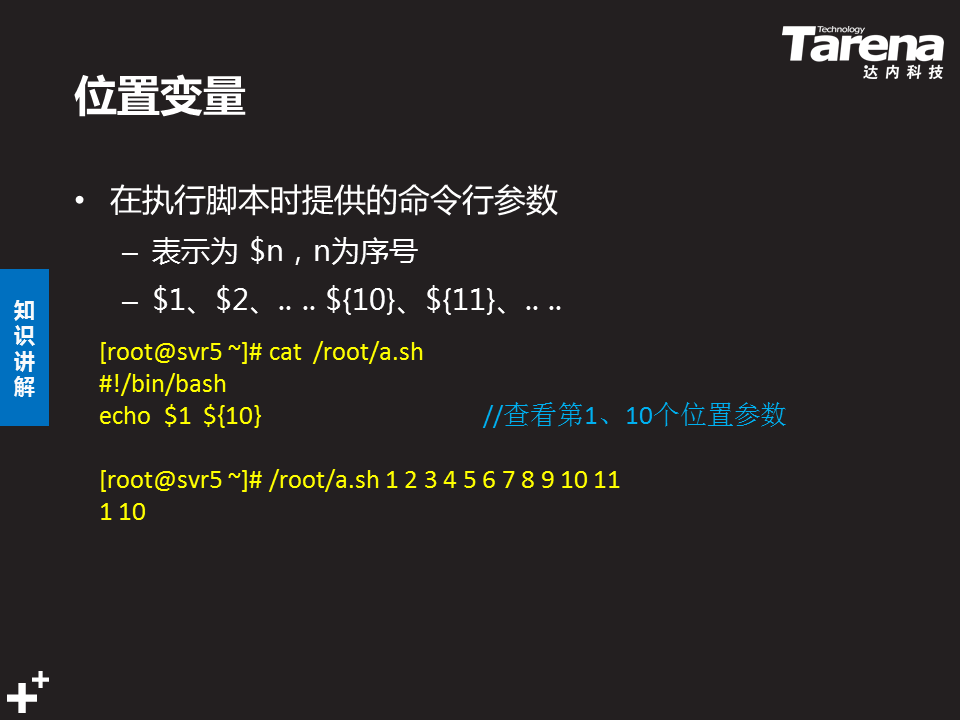 Technology
Tarena
达内科技
位置变量
• 在执行脚本时提供的命令行参数
– 表示为 $n，n为序号
– $1、$2、.. .. ${10}、${11}、.. ..
知识讲解
[root@svr5 ~]# cat /root/a.sh
#!/bin/bash
echo $1 ${10} //查看第1、10个位置参数
[root@svr5 ~]# /root/a.sh 1 2 3 4 5 6 7 8 9 10 11
1 10